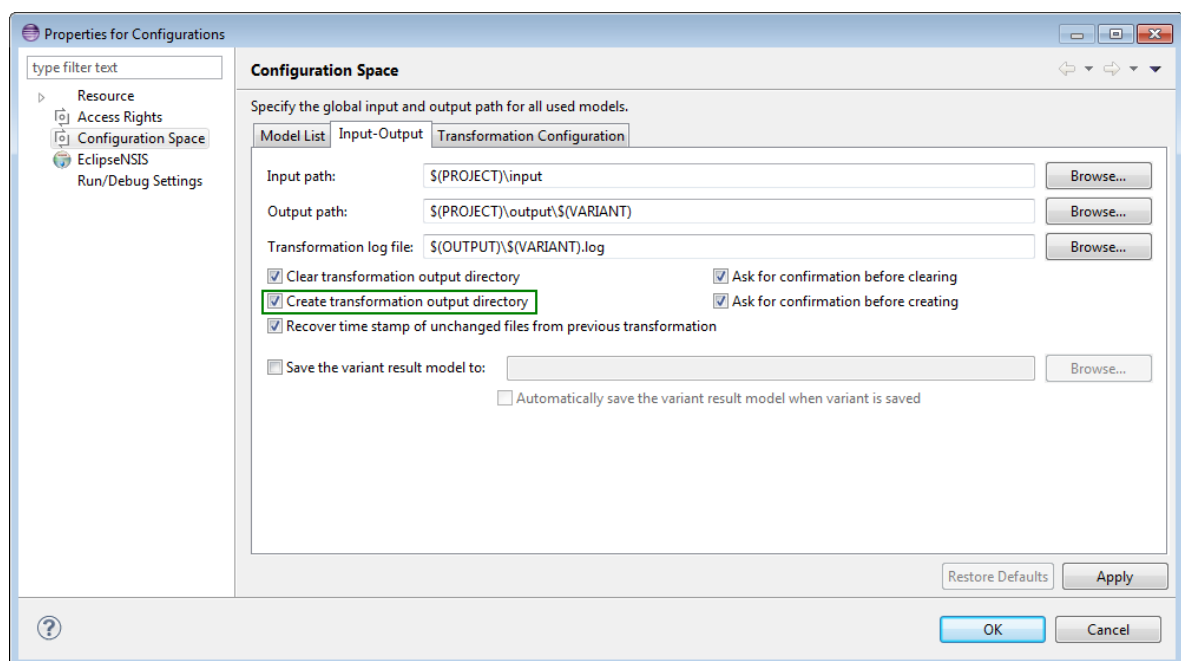 Properties for Configurations
type filter text
Resource
Access Rights
Configuration Space
EclipseNSIS
Run/Debug Settings
Configuration Space
Specify the global input and output path for all used models.
Model List Input-Output Transformation Configuration
Input path: $(PROJECT)\input Browse...
Output path: $(PROJECT)\output\$(VARIANT) Browse...
Transformation log file: $(OUTPUT)\$(VARIANT).log Browse...
Clear transformation output directory Ask for confirmation before clearing
Create transformation output directory Ask for confirmation before creating
Recover time stamp of unchanged files from previous transformation
Save the variant result model to: Browse...
Automatically save the variant result model when variant is saved
Restore Defaults Apply
OK Cancel